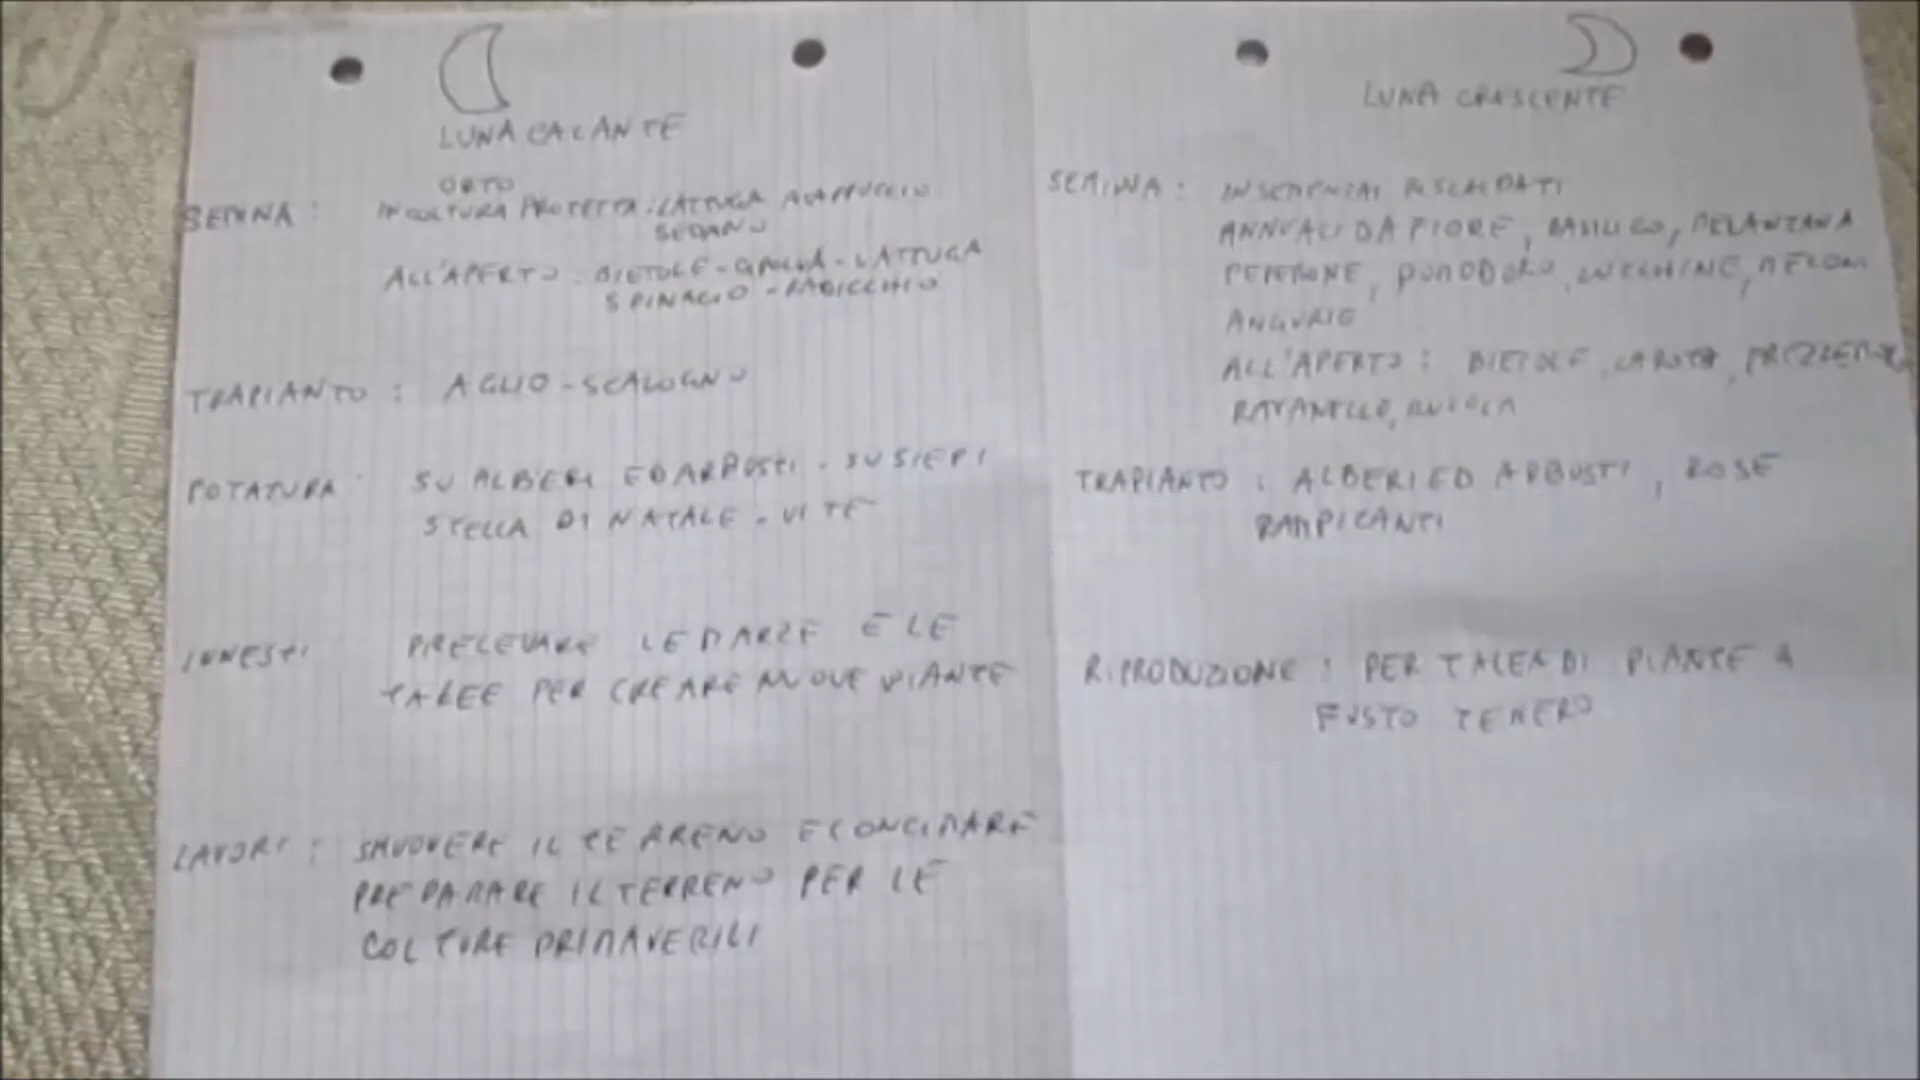 LUNA CALANTE
ORTO
SEMINA : IN COLTURA PROTETTA : LATTUGA A CAPPUCCIO
SEDANO
ALL'APERTO : BIETOLE - CIPOLLA - LATTUGA
SPINACIO - RADICCHIO
TRAPIANTO : AGLIO - SCALOGNO
POTATURA SU ALBERI ED ARBUSTI - SU SIEPI
STELLA DI NATALE - VITE
INNESTI PRELEVARE LE MARZE E LE
TALEE PER CREARE NUOVE PIANTE
LAVORI : SMUOVERE IL TERRENO E CONCIMARE
PREPARARE IL TERRENO PER LE
COLTURE PRIMAVERILI
LUNA CRESCENTE
SEMINA : IN SEMENZAI RISCALDATI
ANNUALI DA FIORE, BASILICO, MELANZANA
PEPERONE, POMODORO, ZUCCHINE, MELONI
ANGURIE
ALL'APERTO : BIETOLE, CAROTA, PREZZEMOLO
RAVANELLO, RUCOLA
TRAPIANTO : ALBERI ED ARBUSTI, ROSE
RAMPICANTI
RIPRODUZIONE : PER TALEA DI PIANTE A
FUSTO TENERO